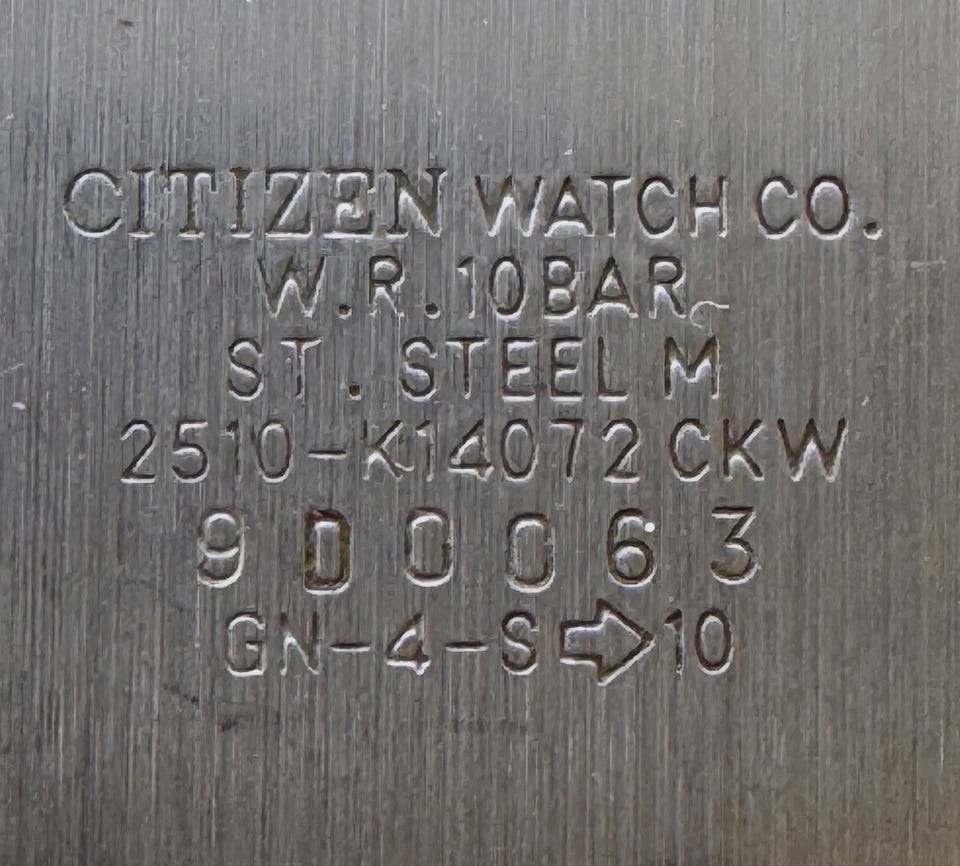 CITIZEN WATCH CO.
W.R.10BAR
ST. STEEL M
2510-K14072 CKW
900063
GN-4-S➩10